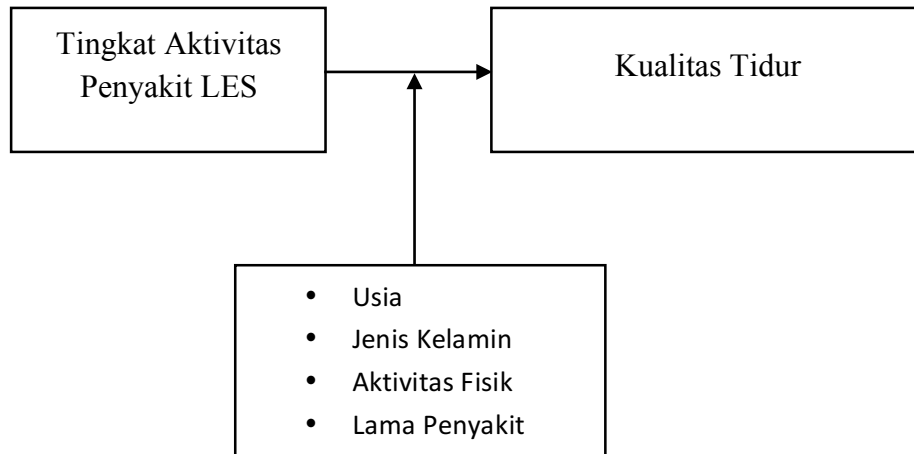 Tingkat Aktivitas
Penyakit LES
Kualitas Tidur
• Usia
• Jenis Kelamin
• Aktivitas Fisik
• Lama Penyakit